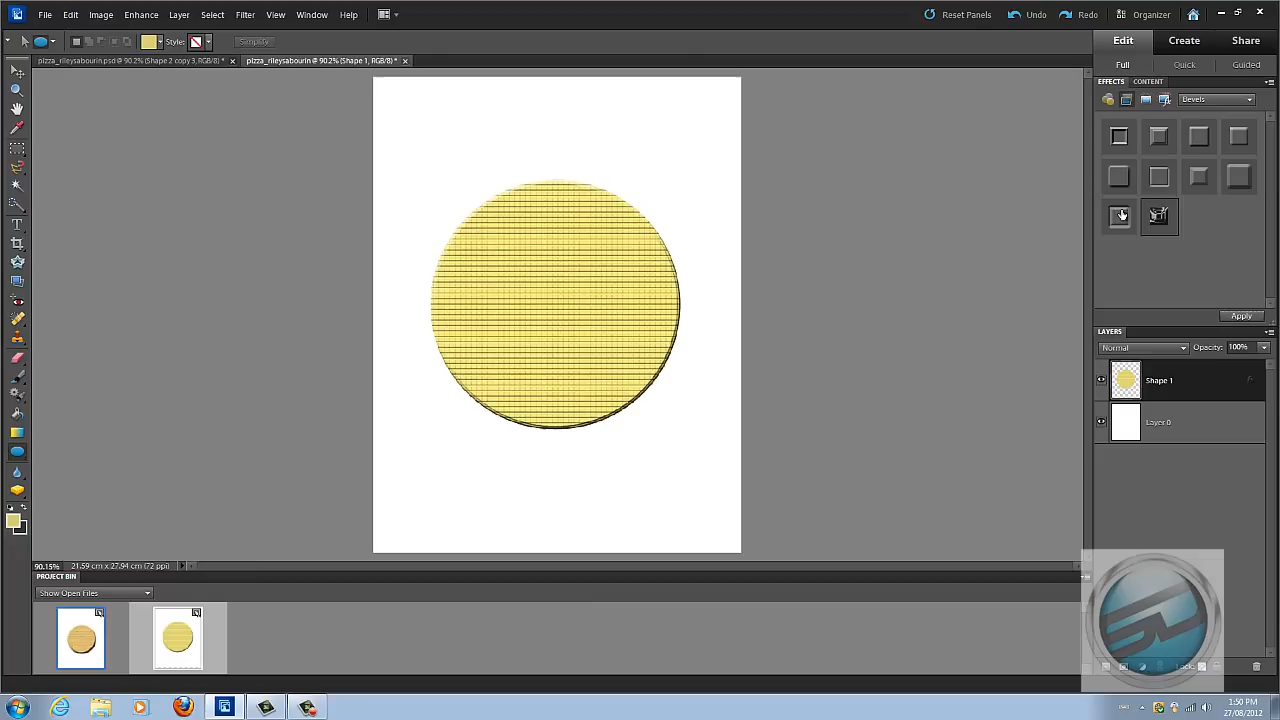 File Edit Image Enhance Layer Select Filter View Window Help Reset Panels Undo Redo Organizer
Style: Simplify Edit Create Share
pizza_rileysabourin.psd @ 90.2% (Shape 2 copy 3, RGB/8) * pizza_rileysabourin @ 90.2% (Shape 1, RGB/8) * Full Quick Guided
EFFECTS CONTENT
Bevels
Apply
LAYERS
Normal Opacity: 100%
Shape 1
Layer 0
90.15% 21.59 cm x 27.94 cm (72 ppi)
PROJECT BIN
Show Open Files
Lock:
1:50 PM
27/08/2012